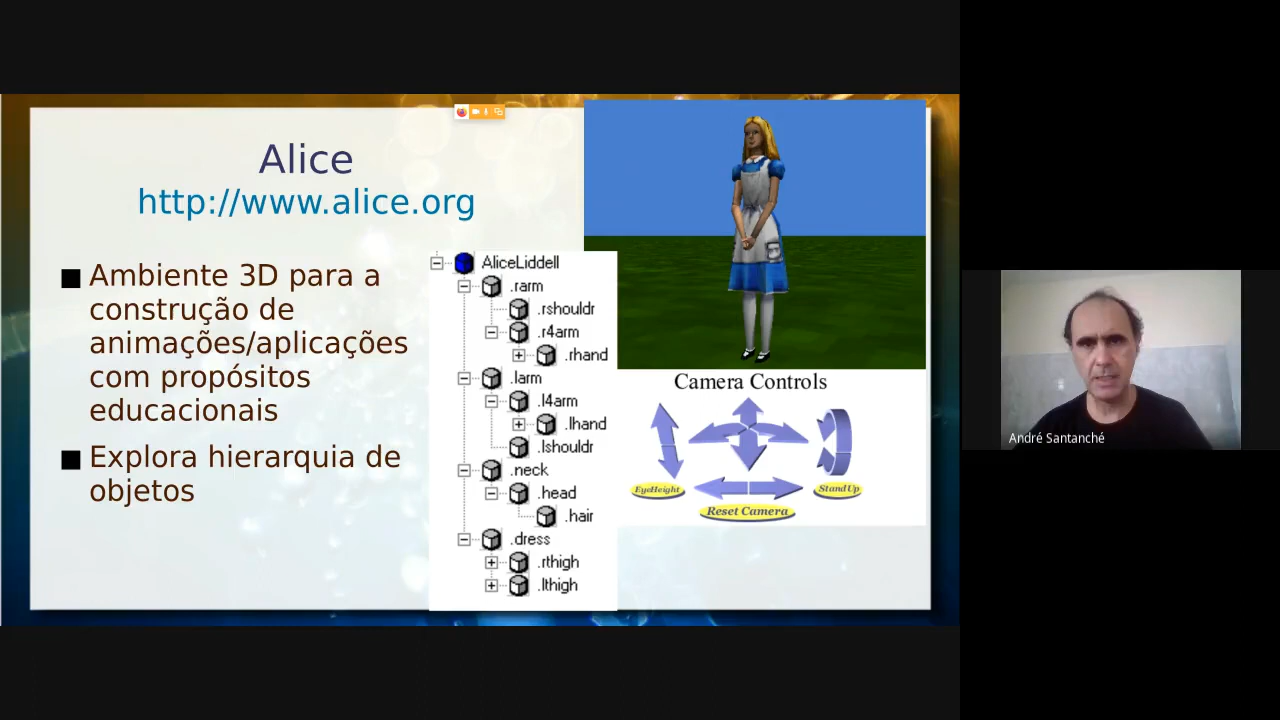 Alice
http://www.alice.org
■ Ambiente 3D para a
construção de
animações/aplicações
com propósitos
educacionais
■ Explora hierarquia de
objetos
AliceLiddell
.rarm
.rshouldr
.r4arm
.rhand
.larm
.l4arm
.lhand
.lshouldr
.neck
.head
.hair
.dress
.rthigh
.lthigh
Camera Controls
EyeHeight
StandUp
Reset Camera
André Santanchè